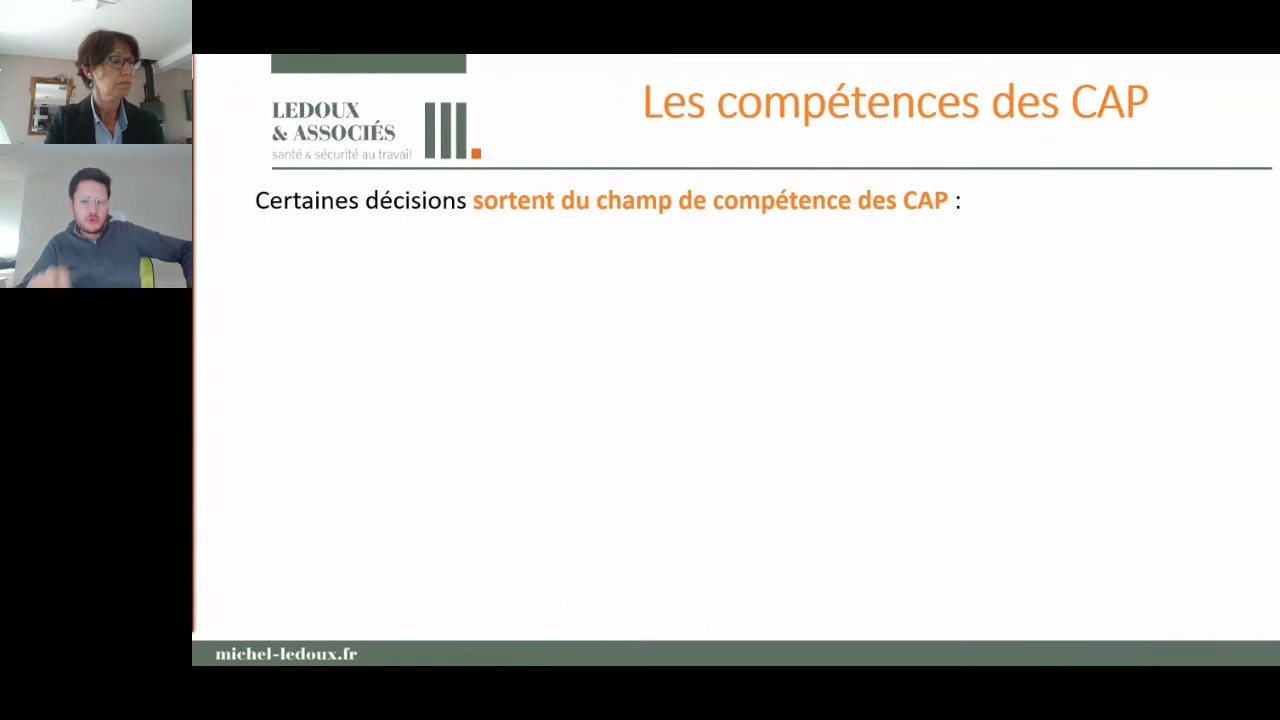 LEDOUX
& ASSOCIÉS
santé & sécurité au travail
Les compétences des CAP
Certaines décisions sortent du champ de compétence des CAP :
michel-ledoux.fr